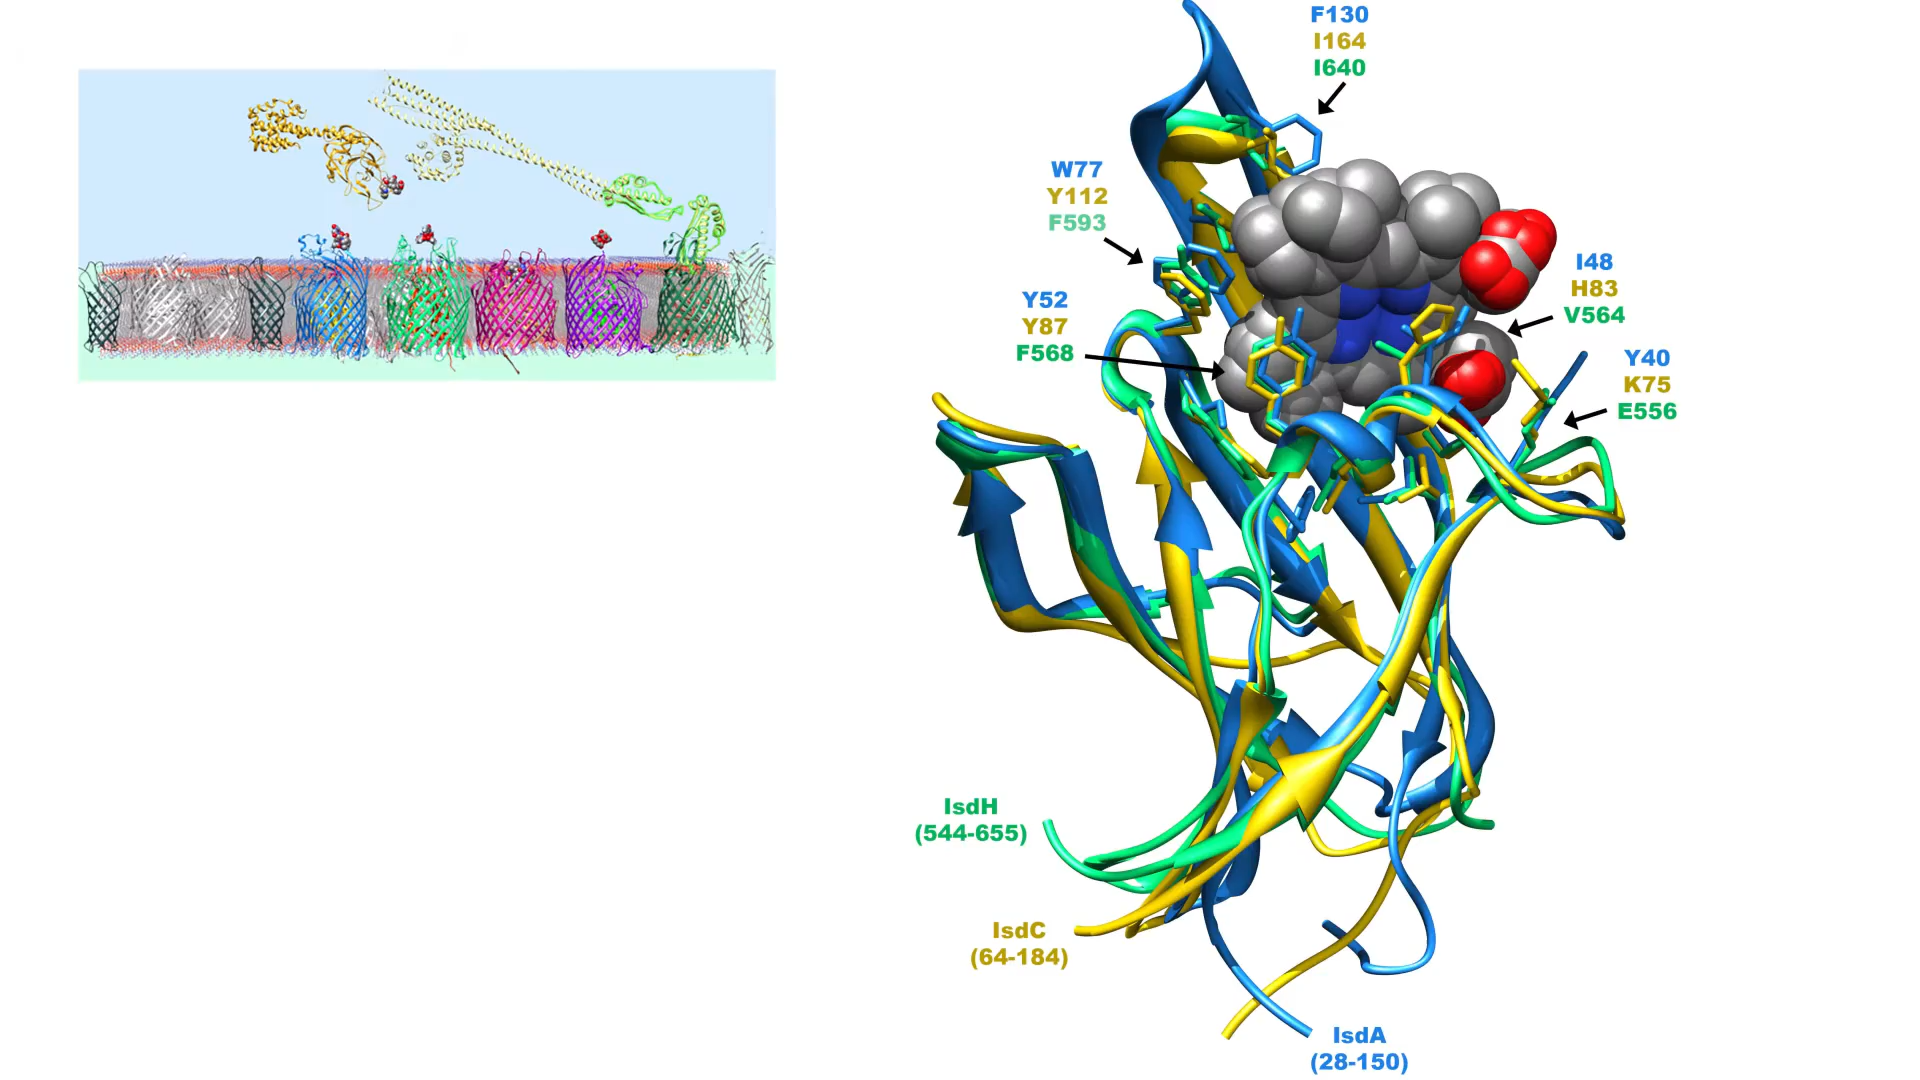 F130
I164
I640
W77
Y112
F593
Y52
Y87
F568
I48
H83
V564
Y40
K75
E556
IsdH
(544-655)
IsdC
(64-184)
IsdA
(28-150)